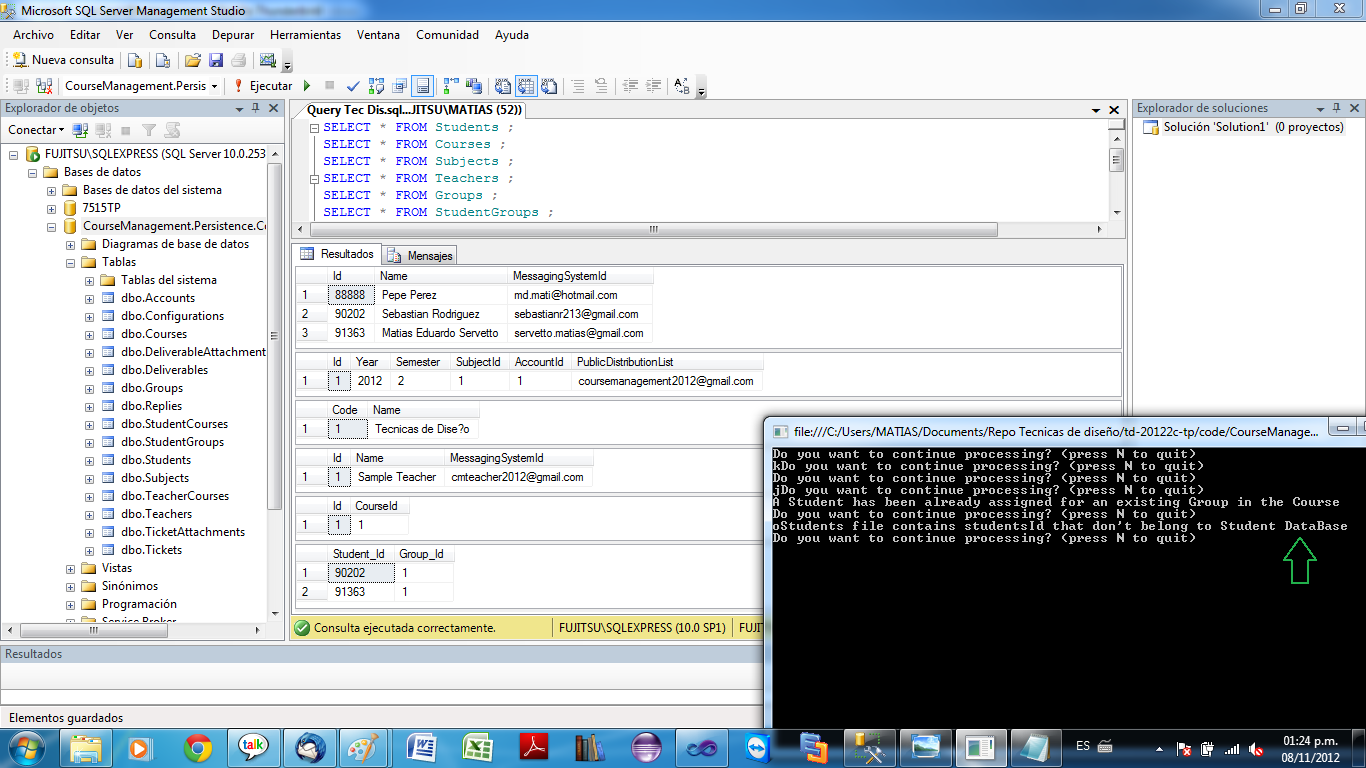 Microsoft SQL Server Management Studio
Archivo Editar Ver Consulta Depurar Herramientas Ventana Comunidad Ayuda
Nueva consulta
CourseManagement.Persis Ejecutar
Explorador de objetos
Conectar
FUJITSU\SQLEXPRESS (SQL Server 10.0.253
Bases de datos
Bases de datos del sistema
7515TP
CourseManagement.Persistence.Co
Diagramas de base de datos
Tablas
Tablas del sistema
dbo.Accounts
dbo.Configurations
dbo.Courses
dbo.DeliverableAttachment
dbo.Deliverables
dbo.Groups
dbo.Replies
dbo.StudentCourses
dbo.StudentGroups
dbo.Students
dbo.Subjects
dbo.TeacherCourses
dbo.Teachers
dbo.TicketAttachments
dbo.Tickets
Vistas
Sinónimos
Programación
Service Broker
Query Tec Dis.sql...JITSU\MATIAS (52))
SELECT * FROM Students ;
SELECT * FROM Courses ;
SELECT * FROM Subjects ;
SELECT * FROM Teachers ;
SELECT * FROM Groups ;
SELECT * FROM StudentGroups ;
Resultados Mensajes
Id Name MessagingSystemId
1 88888 Pepe Perez md.mati@hotmail.com
2 90202 Sebastian Rodriguez sebastianr213@gmail.com
3 91363 Matias Eduardo Servetto servetto.matias@gmail.com
Id Year Semester SubjectId AccountId PublicDistributionList
1 1 2012 2 1 1 coursemanagement2012@gmail.com
Code Name
1 1 Tecnicas de Dise?o
Id Name MessagingSystemId
1 1 Sample Teacher cmteacher2012@gmail.com
Id CourseId
1 1 1
Student_Id Group_Id
1 90202 1
2 91363 1
Consulta ejecutada correctamente. FUJITSU\SQLEXPRESS (10.0 SP1) FUJIT
Explorador de soluciones
Solución 'Solution1' (0 proyectos)
file:///C:/Users/MATIAS/Documents/Repo Tecnicas de diseño/td-20122c-tp/code/CourseManage...
Do you want to continue processing? (press N to quit)
kDo you want to continue processing? (press N to quit)
Do you want to continue processing? (press N to quit)
jDo you want to continue processing? (press N to quit)
A Student has been already assigned for an existing Group in the Course
Do you want to continue processing? (press N to quit)
oStudents file contains studentsId that don't belong to Student DataBase
Do you want to continue processing? (press N to quit)
Resultados
Elementos guardados
talk
ES
01:24 p.m.
08/11/2012